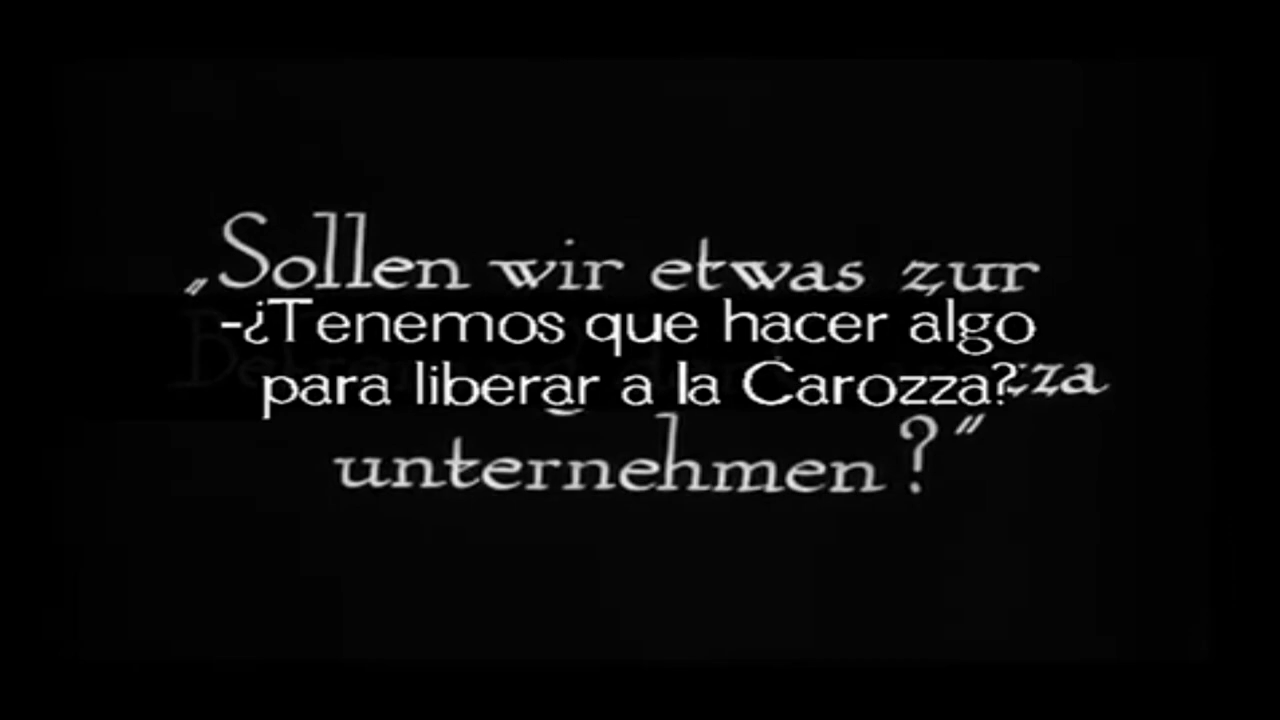 „Sollen wir etwas zur
-¿Tenemos que hacer algo
para liberar a la Carozza?
unternehmen?"